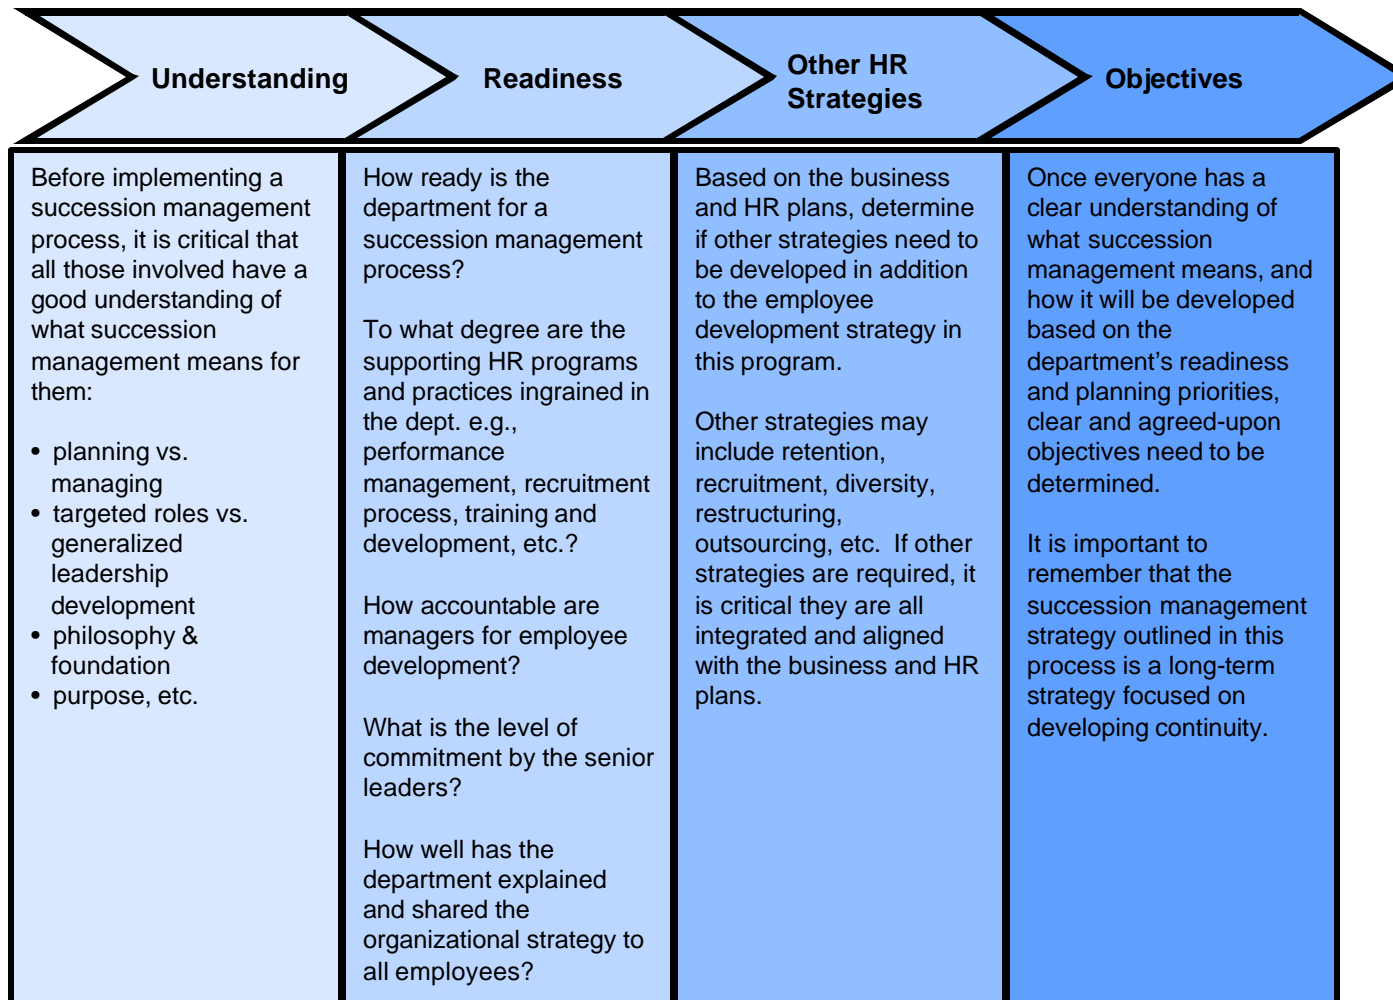 Understanding
Readiness
Other HR
Strategies
Objectives
Before implementing a
succession management
process, it is critical that
all those involved have a
good understanding of
what succession
management means for
them:
• planning vs.
managing
• targeted roles vs.
generalized
leadership
development
• philosophy &
foundation
• purpose, etc.
How ready is the
department for a
succession management
process?
To what degree are the
supporting HR programs
and practices ingrained in
the dept. e.g.,
performance
management, recruitment
process, training and
development, etc.?
How accountable are
managers for employee
development?
What is the level of
commitment by the senior
leaders?
How well has the
department explained
and shared the
organizational strategy to
all employees?
Based on the business
and HR plans, determine
if other strategies need to
be developed in addition
to the employee
development strategy in
this program.
Other strategies may
include retention,
recruitment, diversity,
restructuring,
outsourcing, etc.  If other
strategies are required, it
is critical they are all
integrated and aligned
with the business and HR
plans.
Once everyone has a
clear understanding of
what succession
management means, and
how it will be developed
based on the
department’s readiness
and planning priorities,
clear and agreed-upon
objectives need to be
determined.
It is important to
remember that the
succession management
strategy outlined in this
process is a long-term
strategy focused on
developing continuity.